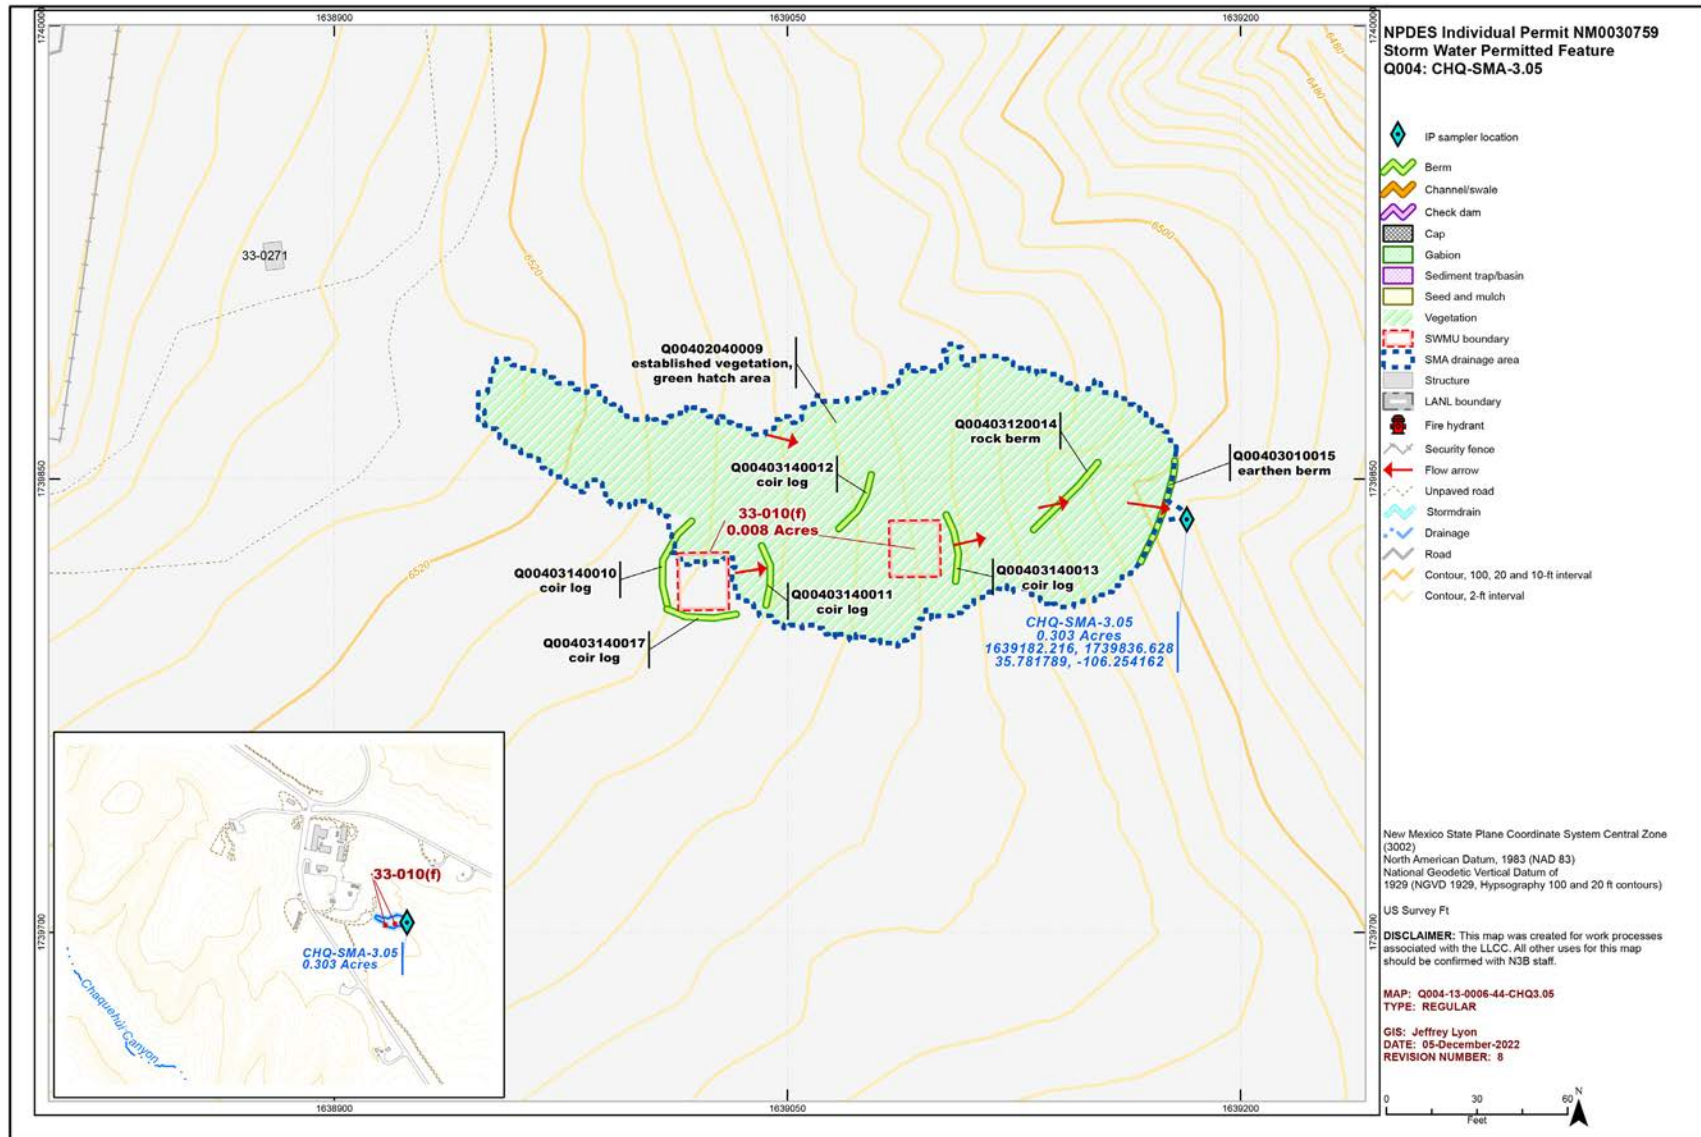 1638900
1639050
1639200
1740000
1740000
NPDES Individual Permit NM0030759
Storm Water Permitted Feature
Q004: CHQ-SMA-3.05
IP sampler location
Berm
Channel/swale
Check dam
Cap
Gabion
Sediment trap/basin
Seed and mulch
Vegetation
SWMU boundary
SMA drainage area
Structure
LANL boundary
Fire hydrant
Security fence
Flow arrow
Unpaved road
Stormdrain
Drainage
Road
Contour, 100, 20 and 10-ft interval
Contour, 2-ft interval
6480
6480
6500
6520
33-0271
Q00402040009
established vegetation,
green hatch area
Q00403120014
rock berm
Q00403010015
earthen berm
Q00403140012
coir log
1739850
1739850
33-010(f)
0.008 Acres
Q00403140010
coir log
Q00403140011
coir log
Q00403140013
coir log
6520
Q00403140017
coir log
CHQ-SMA-3.05
0.303 Acres
1639182.216, 1739836.628
35.781789, -106.254162
33-010(f)
CHQ-SMA-3.05
0.303 Acres
Chaquehui Canyon
1739700
1739700
1638900
1639050
1639200
New Mexico State Plane Coordinate System Central Zone
(3002)
North American Datum, 1983 (NAD 83)
National Geodetic Vertical Datum of
1929 (NGVD 1929, Hypsography 100 and 20 ft contours)
US Survey Ft
DISCLAIMER: This map was created for work processes
associated with the LLCC. All other uses for this map
should be confirmed with N3B staff.
MAP: Q004-13-0006-44-CHQ3.05
TYPE: REGULAR
GIS: Jeffrey Lyon
DATE: 05-December-2022
REVISION NUMBER: 8
0 30 60
Feet
N